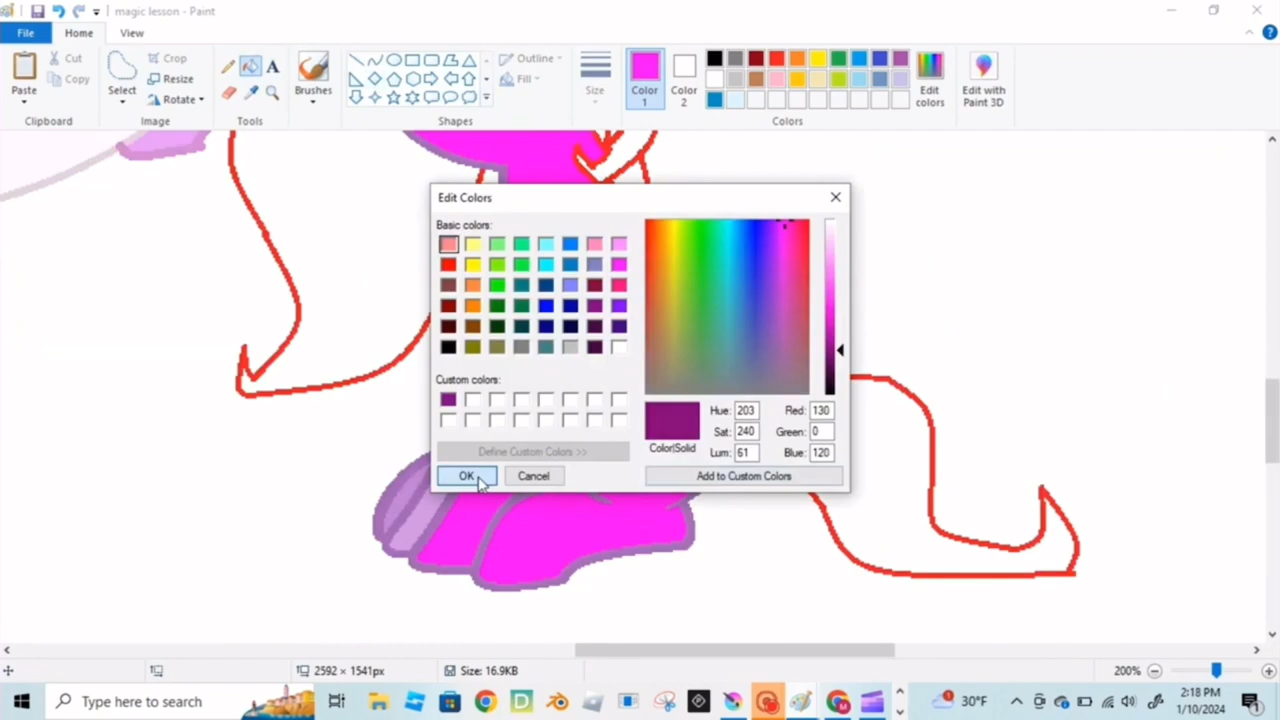 magic lesson - Paint
File
Home
View
Paste
Cut
Copy
Clipboard
Select
Crop
Resize
Rotate
Image
A
Tools
Brushes
Outline
Fill
Shapes
Size
Color 1
Color 2
Edit colors
Colors
Edit with Paint 3D
Edit Colors
Basic colors:
Custom colors:
Define Custom Colors >>
OK
Cancel
Color|Solid
Hue: 203
Sat: 240
Lum: 61
Red: 130
Green: 0
Blue: 120
Add to Custom Colors
2592 × 1541px
Size: 16.9KB
200%
Type here to search
30°F
2:18 PM
1/10/2024